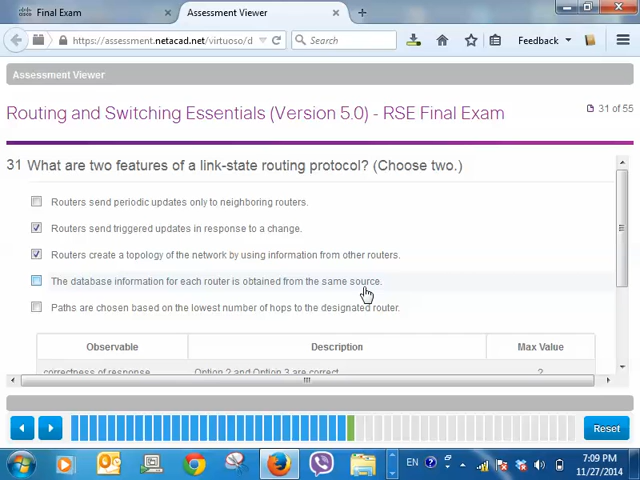 Final Exam
Assessment Viewer
https://assessment.netacad.net/virtuoso/d
Search
Feedback
Assessment Viewer
Routing and Switching Essentials (Version 5.0) - RSE Final Exam
31 of 55
31 What are two features of a link-state routing protocol? (Choose two.)
Routers send periodic updates only to neighboring routers.
Routers send triggered updates in response to a change.
Routers create a topology of the network by using information from other routers.
The database information for each router is obtained from the same source.
Paths are chosen based on the lowest number of hops to the designated router.
Observable Description Max Value
correctness of response Option 2 and Option 3 are correct. 2
Reset
EN
7:09 PM
11/27/2014